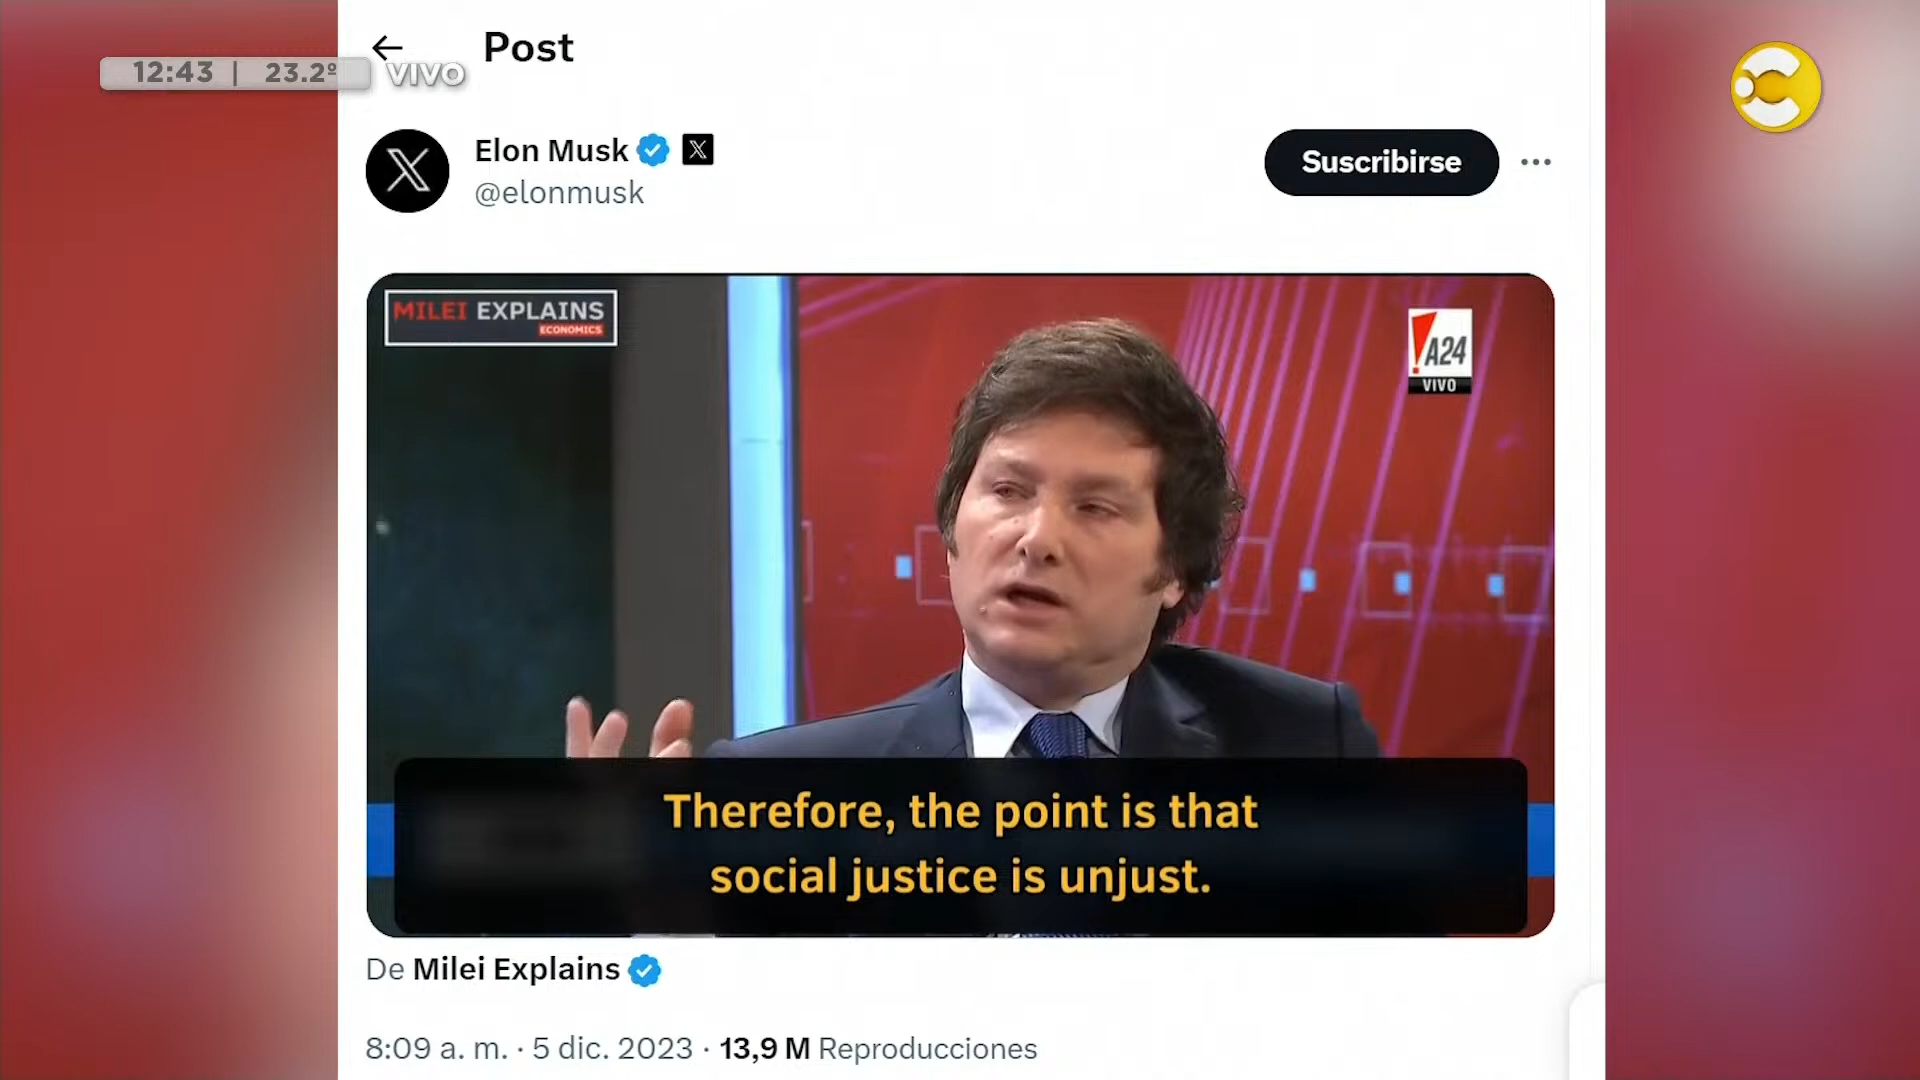 12:43 | 23.2º VIVO
← Post
Elon Musk
@elonmusk
Suscribirse
MILEI EXPLAINS
ECONOMICS
A24
VIVO
Therefore, the point is that
social justice is unjust.
De Milei Explains
8:09 a. m. · 5 dic. 2023 · 13,9 M Reproducciones